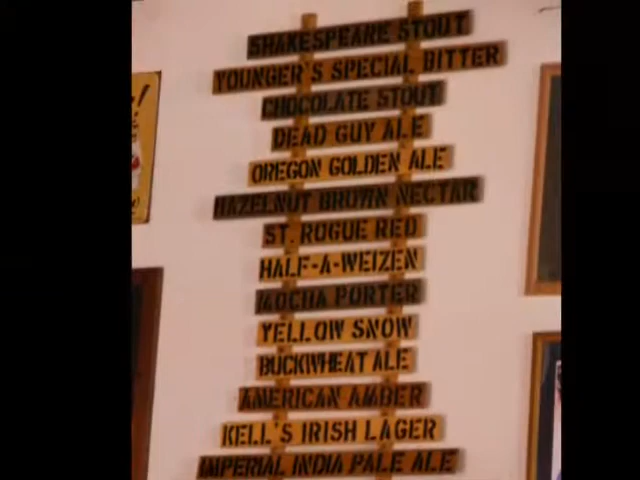 SHAKESPEARE STOUT
YOUNGER'S SPECIAL BITTER
CHOCOLATE STOUT
DEAD GUY ALE
OREGON GOLDEN ALE
HAZELNUT BROWN NECTAR
ST. ROGUE RED
HALF-A-WEIZEN
MOCHA PORTER
YELLOW SNOW
BUCKWHEAT ALE
AMERICAN AMBER
KELL'S IRISH LAGER
IMPERIAL INDIA PALE ALE